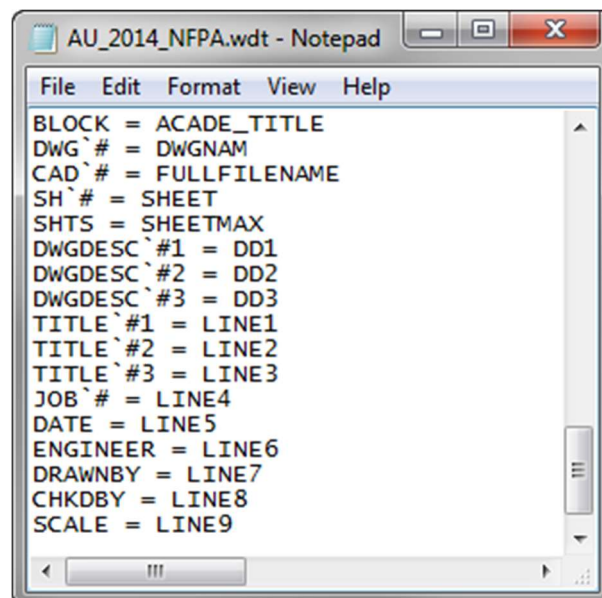 AU_2014_NFPA.wdt - Notepad
File Edit Format View Help
BLOCK = ACADE_TITLE
DWG`# = DWGNAM
CAD`# = FULLFILENAME
SH`# = SHEET
SHTS = SHEETMAX
DWGDESC`#1 = DD1
DWGDESC`#2 = DD2
DWGDESC`#3 = DD3
TITLE`#1 = LINE1
TITLE`#2 = LINE2
TITLE`#3 = LINE3
JOB`# = LINE4
DATE = LINE5
ENGINEER = LINE6
DRAWNBY = LINE7
CHKDBY = LINE8
SCALE = LINE9